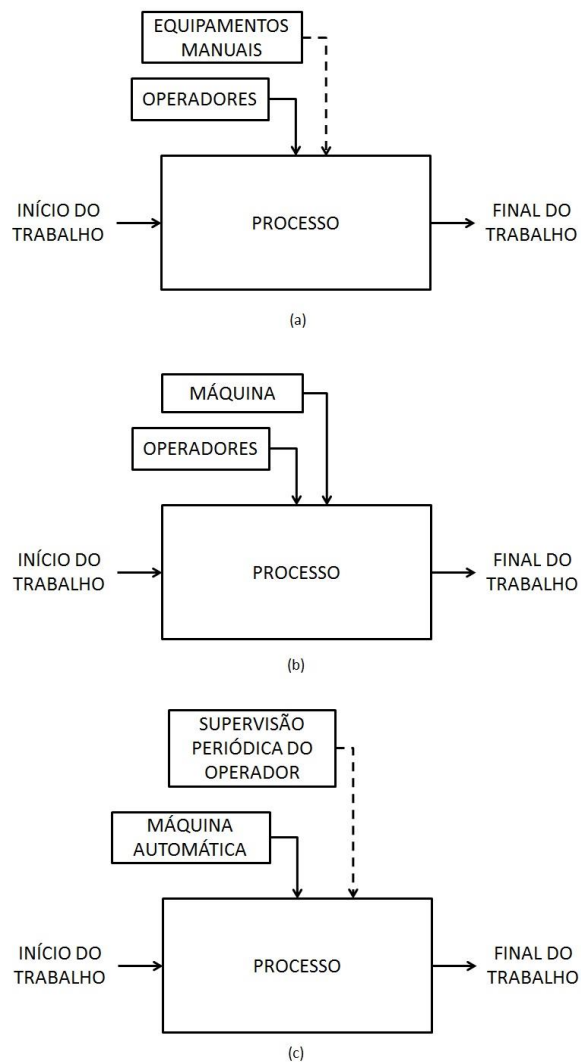 EQUIPAMENTOS
MANUAIS
OPERADORES
INÍCIO DO
TRABALHO
PROCESSO
FINAL DO
TRABALHO
(a)
MÁQUINA
OPERADORES
INÍCIO DO
TRABALHO
PROCESSO
FINAL DO
TRABALHO
(b)
SUPERVISÃO
PERIÓDICA DO
OPERADOR
MÁQUINA
AUTOMÁTICA
INÍCIO DO
TRABALHO
PROCESSO
FINAL DO
TRABALHO
(c)